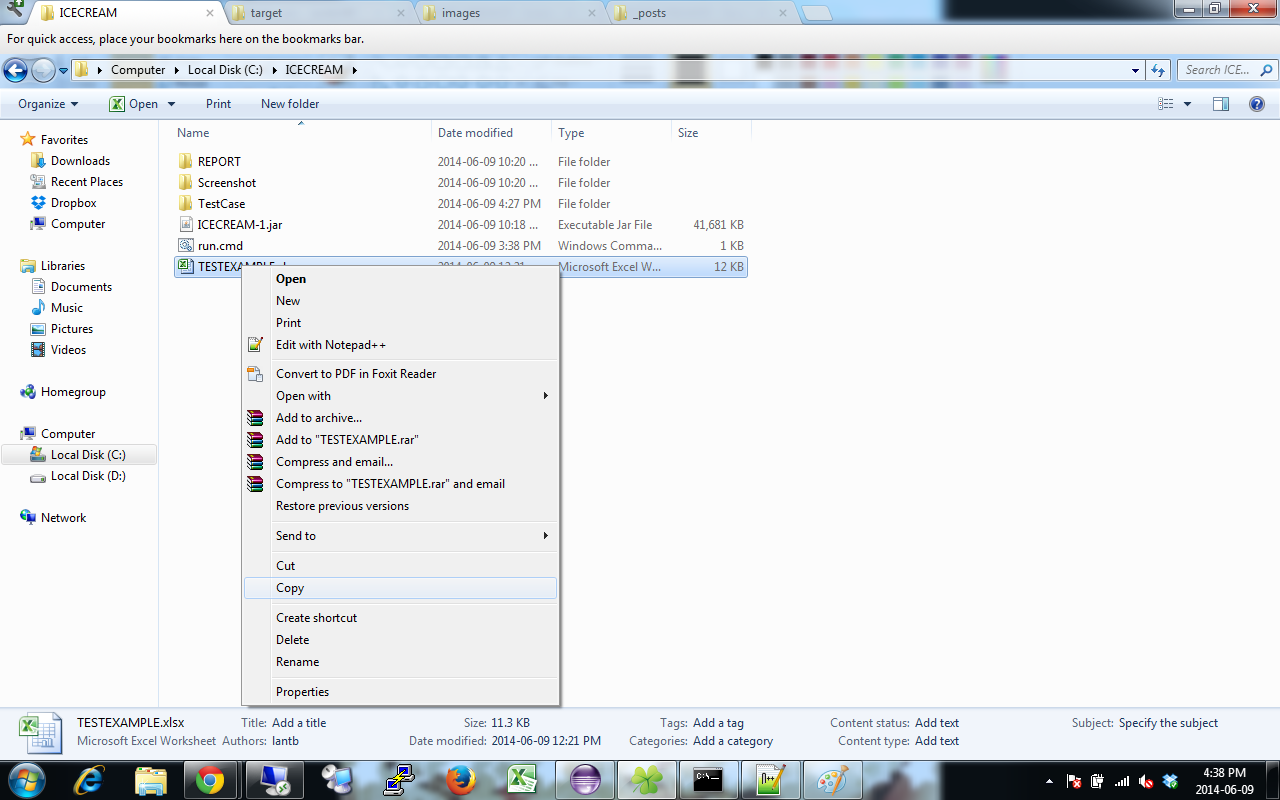 ICECREAM target images _posts
For quick access, place your bookmarks here on the bookmarks bar.
Computer Local Disk (C:) ICECREAM Search ICE...
Organize Open Print New folder
Name Date modified Type Size
Favorites
Downloads
Recent Places
Dropbox
Computer
Libraries
Documents
Music
Pictures
Videos
Homegroup
Computer
Local Disk (C:)
Local Disk (D:)
Network
REPORT 2014-06-09 10:20 ... File folder
Screenshot 2014-06-09 10:20 ... File folder
TestCase 2014-06-09 4:27 PM File folder
ICECREAM-1.jar 2014-06-09 10:18 ... Executable Jar File 41,681 KB
run.cmd 2014-06-09 3:38 PM Windows Comma... 1 KB
Microsoft Excel W... 12 KB
Open
New
Print
Edit with Notepad++
Convert to PDF in Foxit Reader
Open with
Add to archive...
Add to "TESTEXAMPLE.rar"
Compress and email...
Compress to "TESTEXAMPLE.rar" and email
Restore previous versions
Send to
Cut
Copy
Create shortcut
Delete
Rename
Properties
TESTEXAMPLE.xlsx Title: Add a title Size: 11.3 KB Tags: Add a tag Content status: Add text Subject: Specify the subject
Microsoft Excel Worksheet Authors: lantb Date modified: 2014-06-09 12:21 PM Categories: Add a category Content type: Add text
4:38 PM
2014-06-09